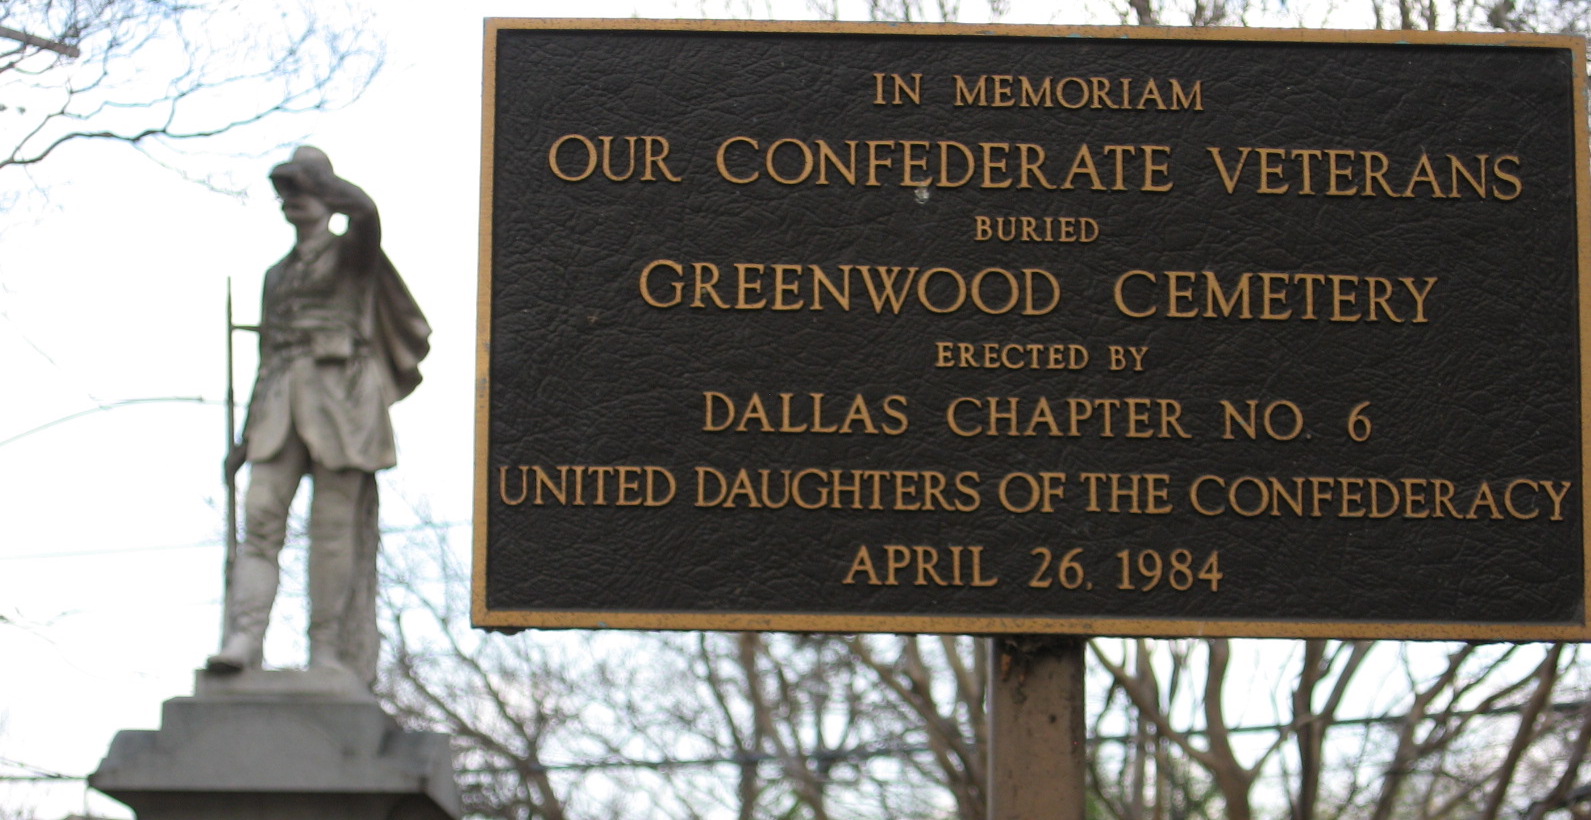 IN MEMORIAM
OUR CONFEDERATE VETERANS
BURIED
GREENWOOD CEMETERY
ERECTED BY
DALLAS CHAPTER NO. 6
UNITED DAUGHTERS OF THE CONFEDERACY
APRIL 26, 1984